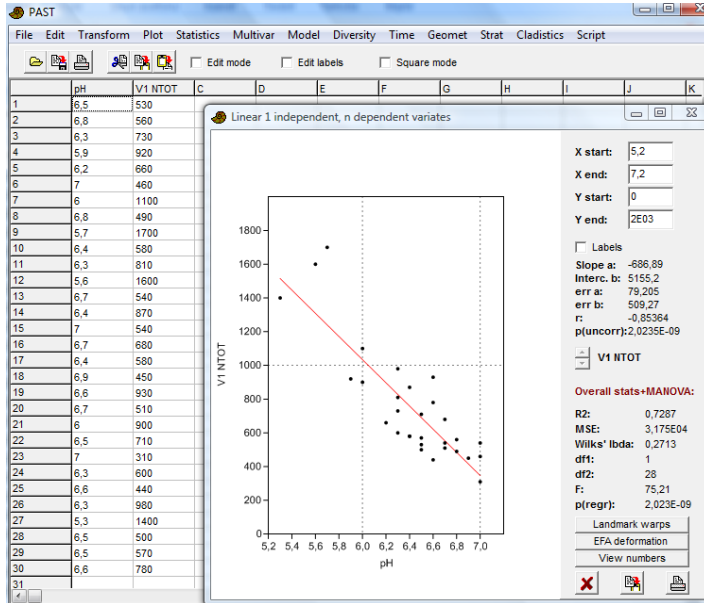 PAST
File Edit Transform Plot Statistics Multivar Model Diversity Time Geomet Strat Cladistics Script
Edit mode Edit labels Square mode
pH V1 NTOT C D E F G H I J K
1 6,5 530
2 6,8 560
3 6,3 730
4 5,9 920
5 6,2 660
6 7 460
7 6 1100
8 6,8 490
9 5,7 1700
10 6,4 580
11 6,3 810
12 5,6 1600
13 6,7 540
14 6,4 870
15 7 540
16 6,7 680
17 6,4 580
18 6,9 450
19 6,6 930
20 6,7 510
21 6 900
22 6,5 710
23 7 310
24 6,3 600
25 6,6 440
26 6,3 980
27 5,3 1400
28 6,5 500
29 6,5 570
30 6,6 780
31
Linear 1 independent, n dependent variates
1800
1600
1400
1200
1000
800
600
400
200
0
V1 NTOT
5,2 5,4 5,6 5,8 6,0 6,2 6,4 6,6 6,8 7,0
pH
X start: 5,2
X end: 7,2
Y start: 0
Y end: 2E03
Labels
Slope a: -686,89
Interc. b: 5155,2
err a: 79,205
err b: 509,27
r: -0,85364
p(uncorr):2,0235E-09
V1 NTOT
Overall stats+MANOVA:
R2: 0,7287
MSE: 3,175E04
Wilks' lbda: 0,2713
df1: 1
df2: 28
F: 75,21
p(regr): 2,023E-09
Landmark warps
EFA deformation
View numbers